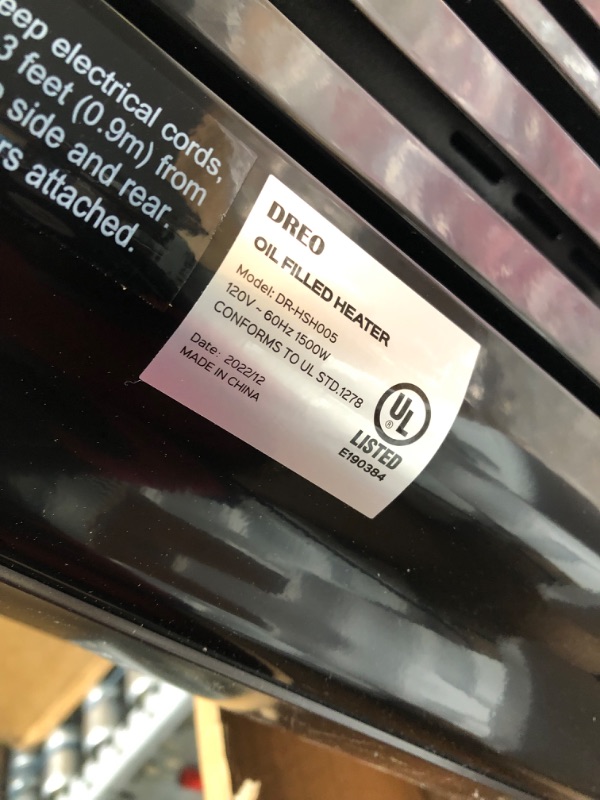 eep electrical cords,
3 feet (0.9m) from
side and rear.
rs attached.
DREO
OIL FILLED HEATER
Model: DR-HSH005
120V ~ 60Hz 1500W
CONFORMS TO UL STD.1278
Date: 2022/12
MADE IN CHINA
UL
®
LISTED
E190384